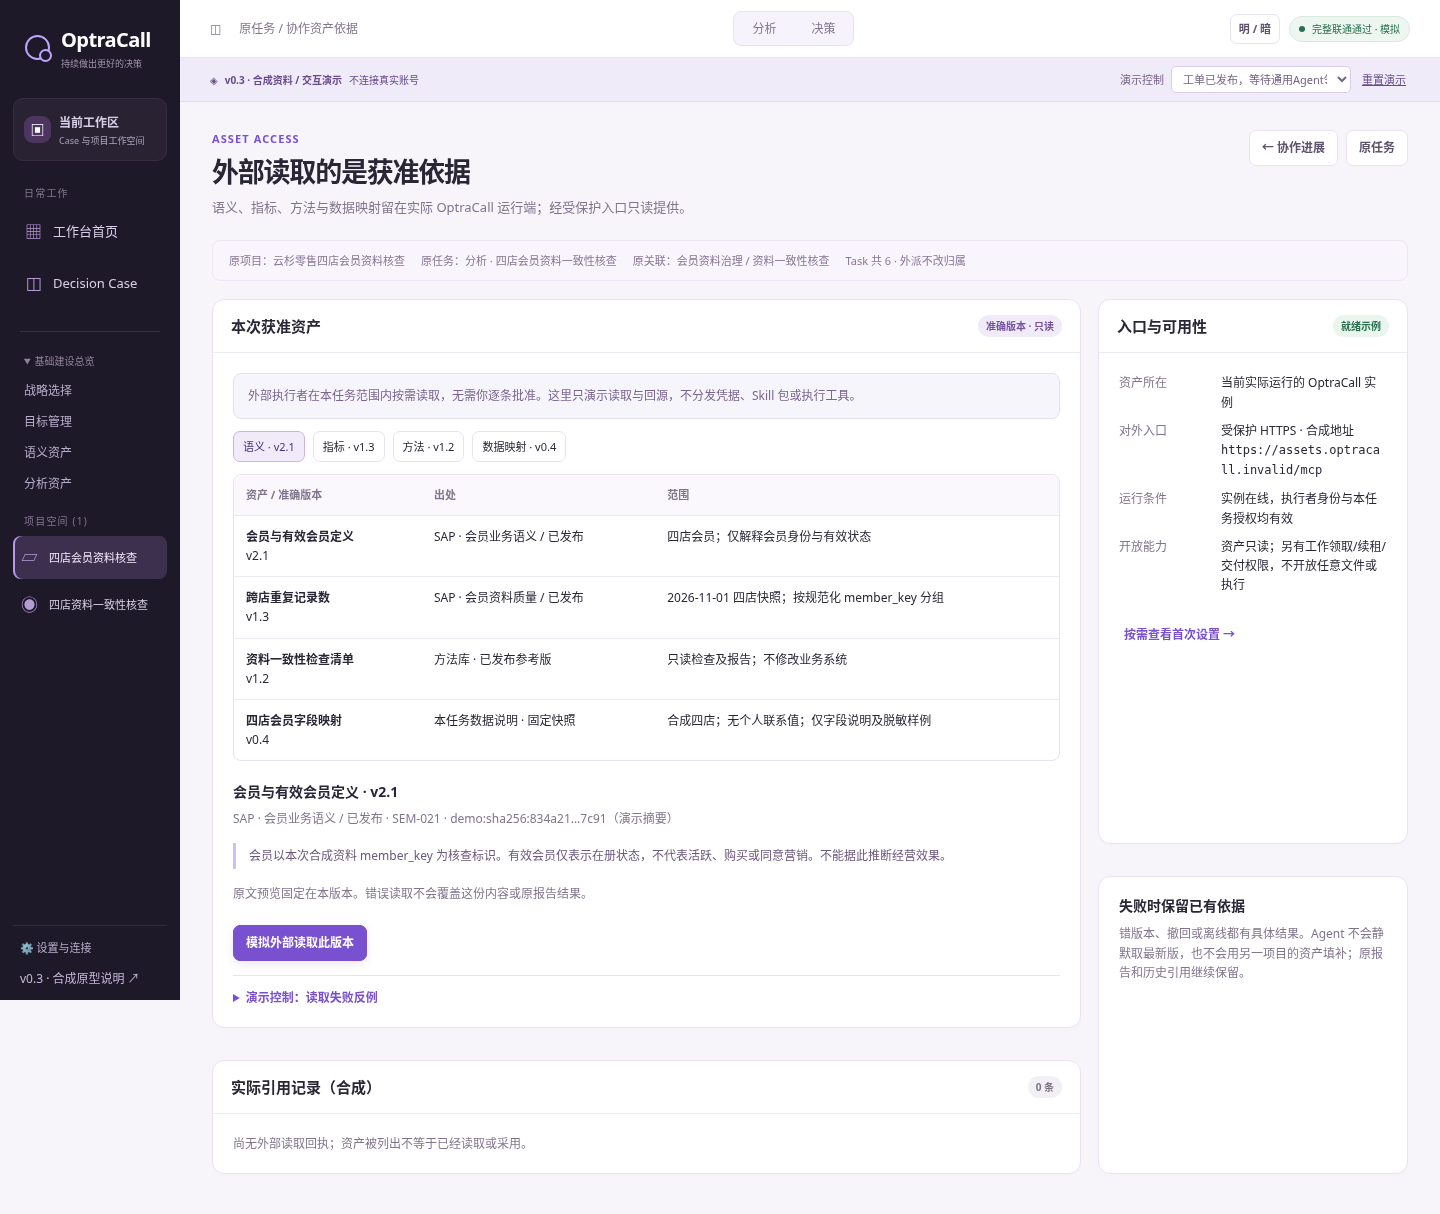 OptraCall
持续做出更好的决策
当前工作区
Case 与项目工作空间
日常工作
工作台首页
Decision Case
▼ 基础建设总览
战略选择
目标管理
语义资产
分析资产
项目空间 (1)
四店会员资料核查
四店资料一致性核查
设置与连接
v0.3 · 合成原型说明 ↗
原任务 / 协作资产依据
分析
决策
明 / 暗
完整联通通过 · 模拟
v0.3 · 合成资料 / 交互演示 不连接真实账号
演示控制
工单已发布，等待通用Agent
重置演示
ASSET ACCESS
外部读取的是获准依据
语义、指标、方法与数据映射留在实际 OptraCall 运行端；经受保护入口只读提供。
← 协作进展
原任务
原项目：云杉零售四店会员资料核查 原任务：分析 · 四店会员资料一致性核查 原关联：会员资料治理 / 资料一致性核查 Task 共 6 · 外派不改归属
本次获准资产
准确版本 · 只读
外部执行者在本任务范围内按需读取，无需你逐条批准。这里只演示读取与回源，不分发凭据、Skill 包或执行工具。
语义 · v2.1
指标 · v1.3
方法 · v1.2
数据映射 · v0.4
资产 / 准确版本 出处 范围
会员与有效会员定义 SAP · 会员业务语义 / 已发布 四店会员；仅解释会员身份与有效状态
v2.1
跨店重复记录数 SAP · 会员资料质量 / 已发布 2026-11-01 四店快照；按规范化 member_key 分组
v1.3
资料一致性检查清单 方法库 · 已发布参考版 只读检查及报告；不修改业务系统
v1.2
四店会员字段映射 本任务数据说明 · 固定快照 合成四店；无个人联系值；仅字段说明及脱敏样例
v0.4
会员与有效会员定义 · v2.1
SAP · 会员业务语义 / 已发布 · SEM-021 · demo:sha256:834a21…7c91（演示摘要）
会员以本次合成资料 member_key 为核查标识。有效会员仅表示在册状态，不代表活跃、购买或同意营销。不能据此推断经营效果。
原文预览固定在本版本。错误读取不会覆盖这份内容或原报告结果。
模拟外部读取此版本
▶ 演示控制：读取失败反例
实际引用记录（合成）
0 条
尚无外部读取回执；资产被列出不等于已经读取或采用。
入口与可用性
就绪示例
资产所在 当前实际运行的 OptraCall 实
例
对外入口 受保护 HTTPS · 合成地址
https://assets.optraca
ll.invalid/mcp
运行条件 实例在线，执行者身份与本任
务授权均有效
开放能力 资产只读；另有工作领取/续租/
交付权限，不开放任意文件或
执行
按需查看首次设置 →
失败时保留已有依据
错版本、撤回或离线都有具体结果。Agent 不会静
默取最新版，也不会用另一项目的资产填补；原报
告和历史引用继续保留。